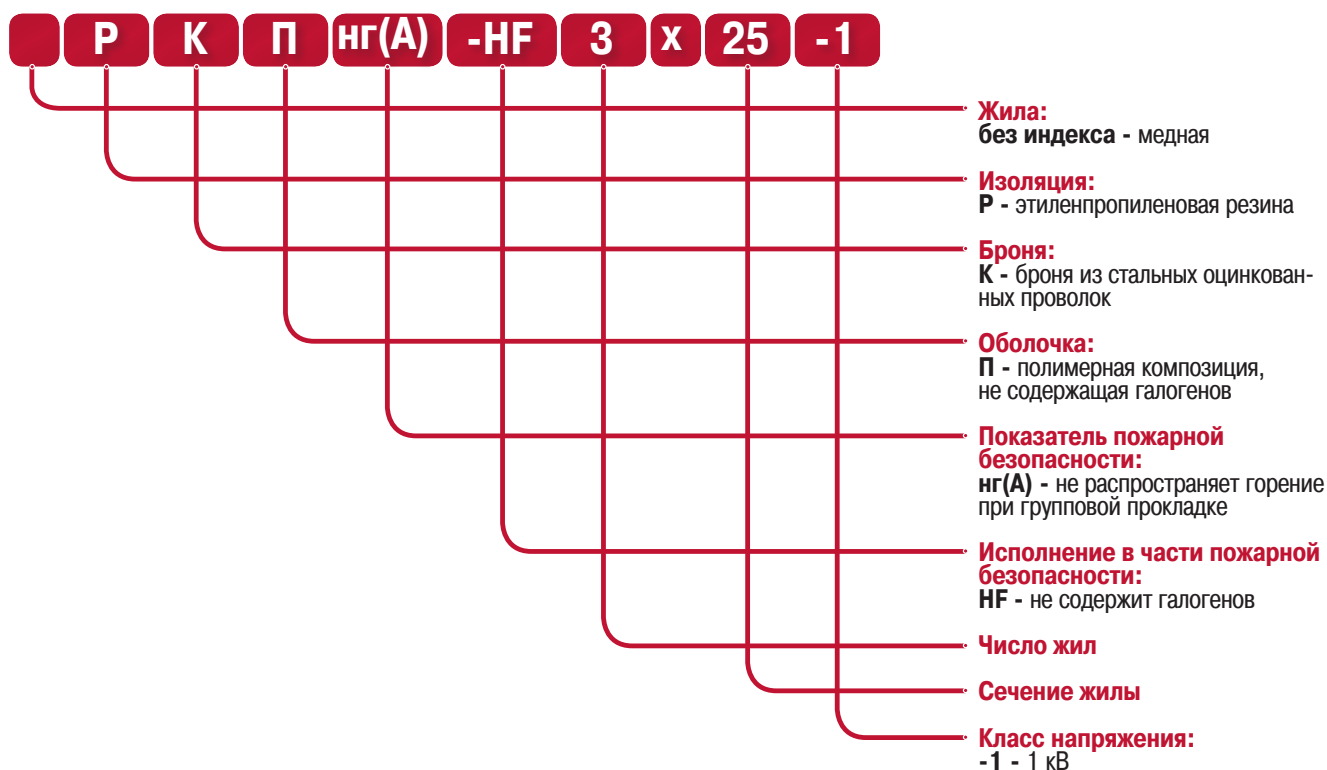 Р К П нг(А) -HF 3 х 25 -1
Жила:
без индекса - медная
Изоляция:
Р - этиленпропиленовая резина
Броня:
К - броня из стальных оцинкован-
ных проволок
Оболочка:
П - полимерная композиция,
не содержащая галогенов
Показатель пожарной
безопасности:
нг(А) - не распространяет горение
при групповой прокладке
Исполнение в части пожарной
безопасности:
HF - не содержит галогенов
Число жил
Сечение жилы
Класс напряжения:
-1 - 1 кВ